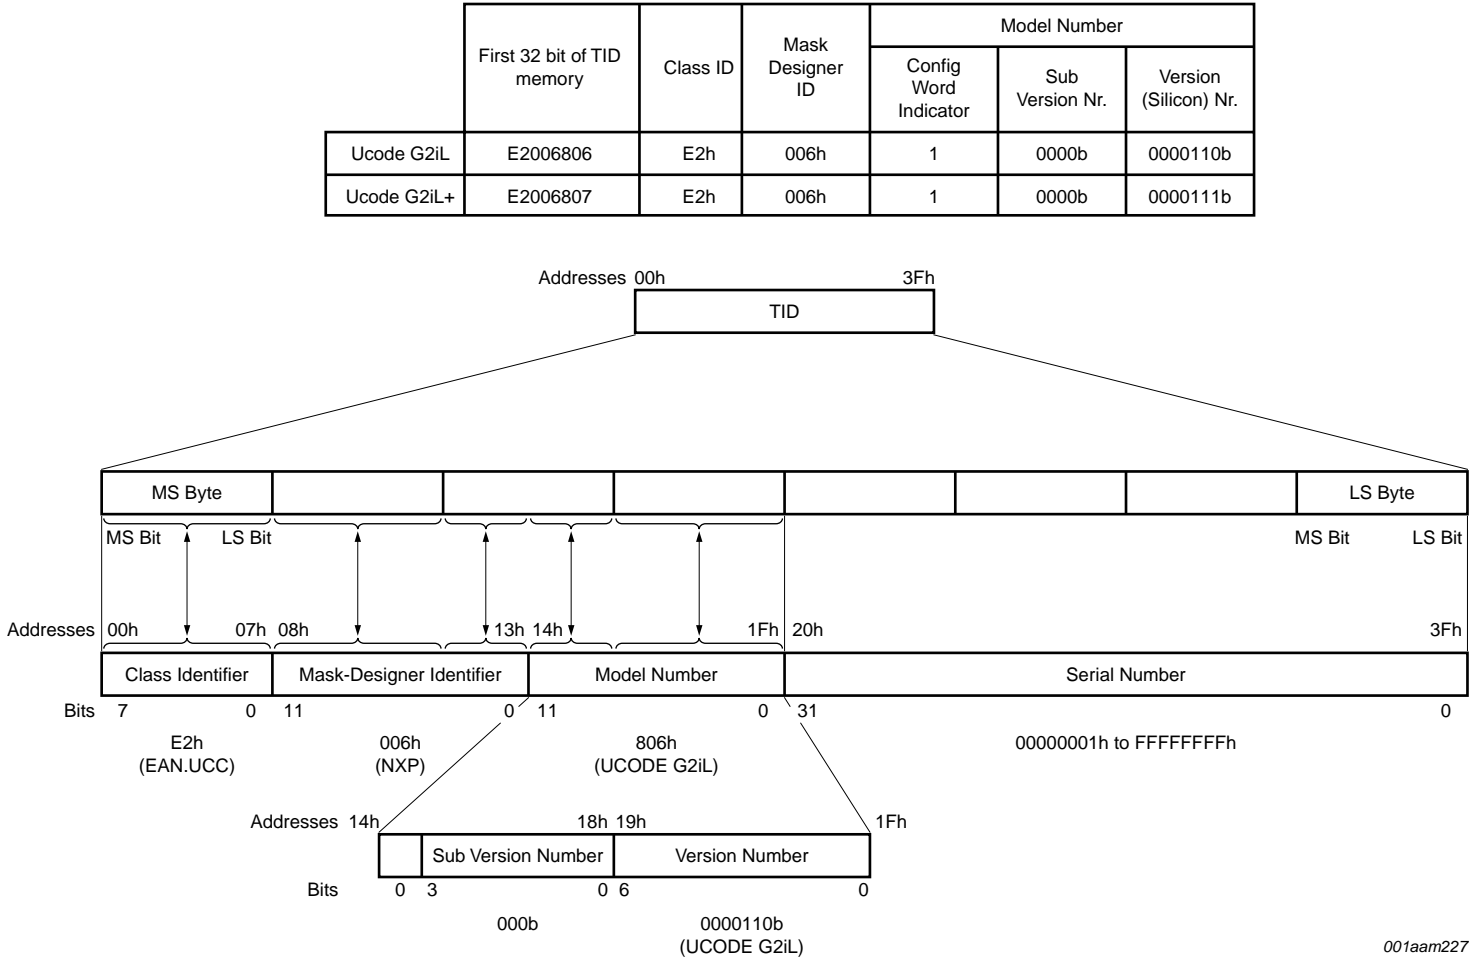 Model Number
First 32 bit of TID
memory
Class ID
Mask
Designer
ID
Config
Word
Indicator
Sub
Version Nr.
Version
(Silicon) Nr.
Ucode G2iL E2006806 E2h 006h 1 0000b 0000110b
Ucode G2iL+ E2006807 E2h 006h 1 0000b 0000111b
Addresses 00h 3Fh
TID
MS Byte LS Byte
MS Bit LS Bit MS Bit LS Bit
Addresses 00h 07h 08h 13h 14h 1Fh 20h 3Fh
Class Identifier Mask-Designer Identifier Model Number Serial Number
Bits 7 0 11 0 11 0 31 0
E2h 006h 806h 00000001h to FFFFFFFFh
(EAN.UCC) (NXP) (UCODE G2iL)
Addresses 14h 18h 19h 1Fh
Sub Version Number Version Number
Bits 0 3 0 6 0
000b 0000110b
(UCODE G2iL)
001aam227